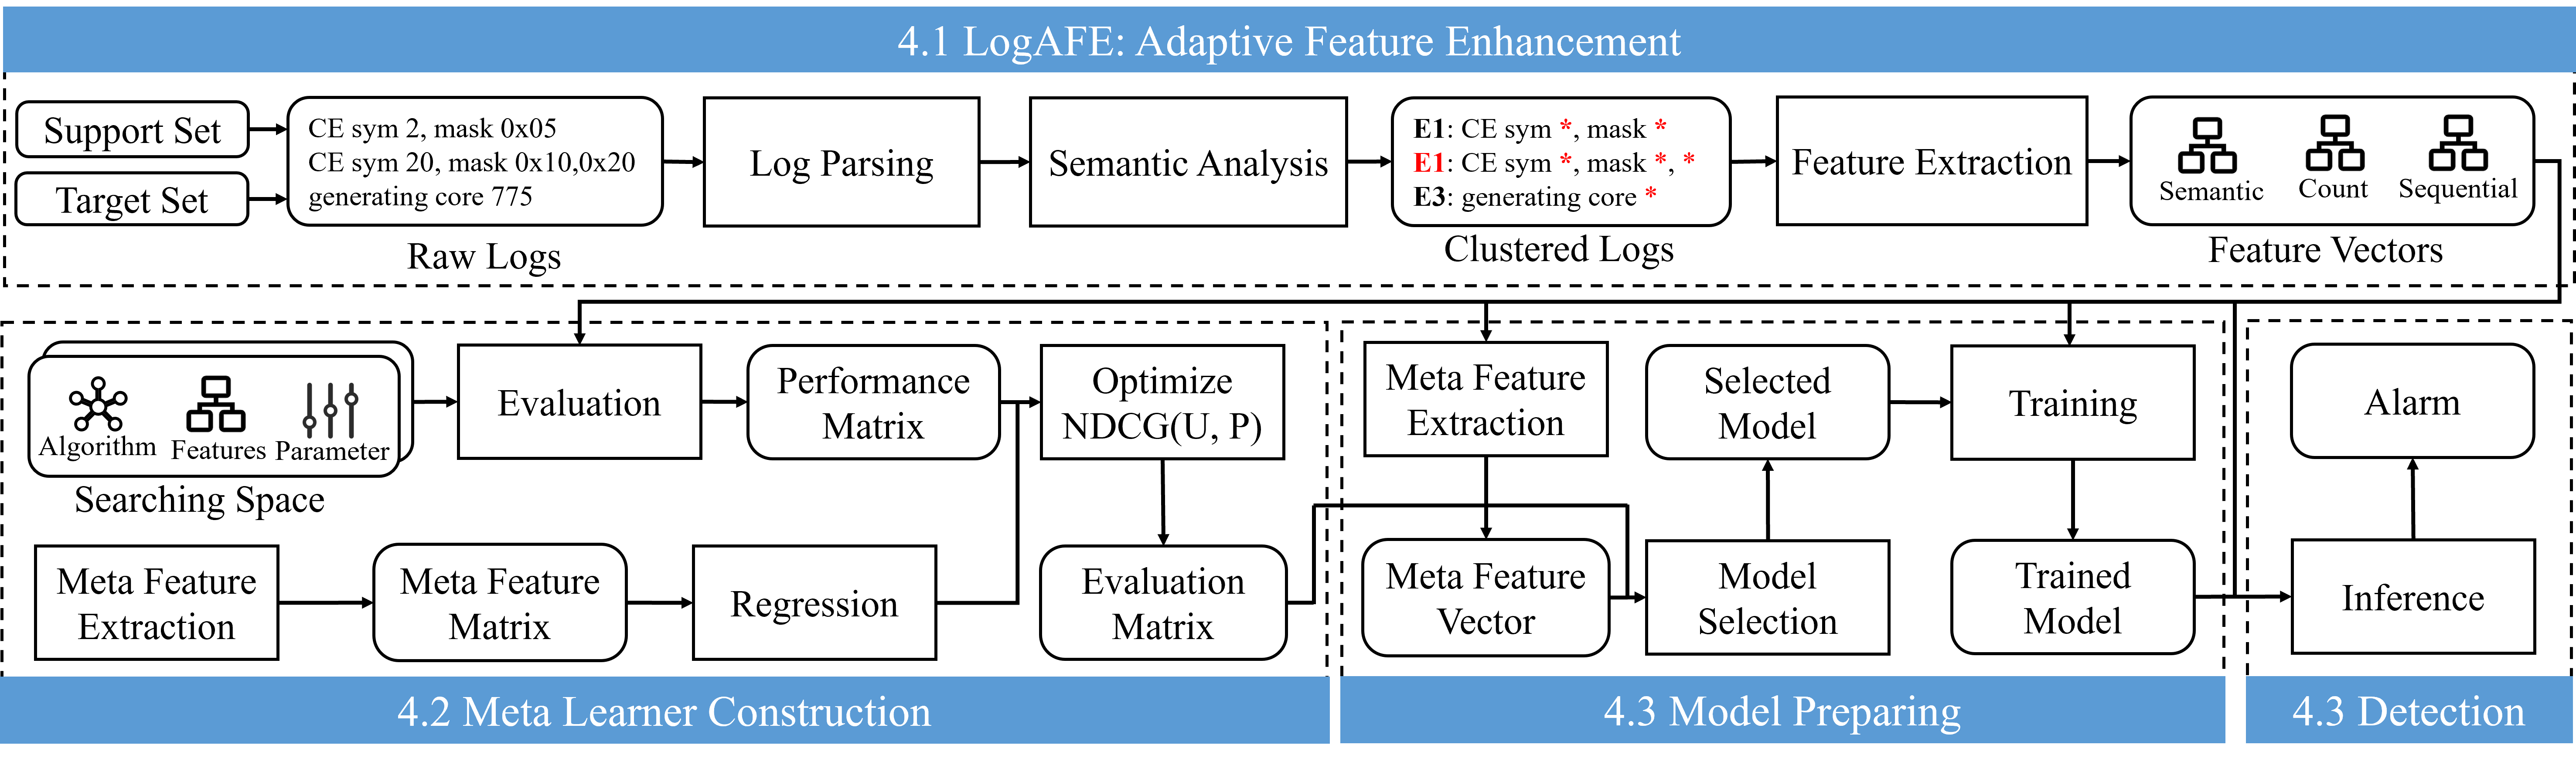 4.1 LogAFE: Adaptive Feature Enhancement
Support Set
Target Set
CE sym 2, mask 0x05
CE sym 20, mask 0x10,0x20
generating core 775
Raw Logs
Log Parsing
Semantic Analysis
E1: CE sym *, mask *
E1: CE sym *, mask *, *
E3: generating core *
Clustered Logs
Feature Extraction
Semantic
Count
Sequential
Feature Vectors
Algorithm
Features
Parameter
Searching Space
Evaluation
Performance
Matrix
Optimize
NDCG(U, P)
Meta Feature
Extraction
Meta Feature
Matrix
Regression
Evaluation
Matrix
4.2 Meta Learner Construction
Meta Feature
Extraction
Selected
Model
Training
Meta Feature
Vector
Model
Selection
Trained
Model
4.3 Model Preparing
Alarm
Inference
4.3 Detection